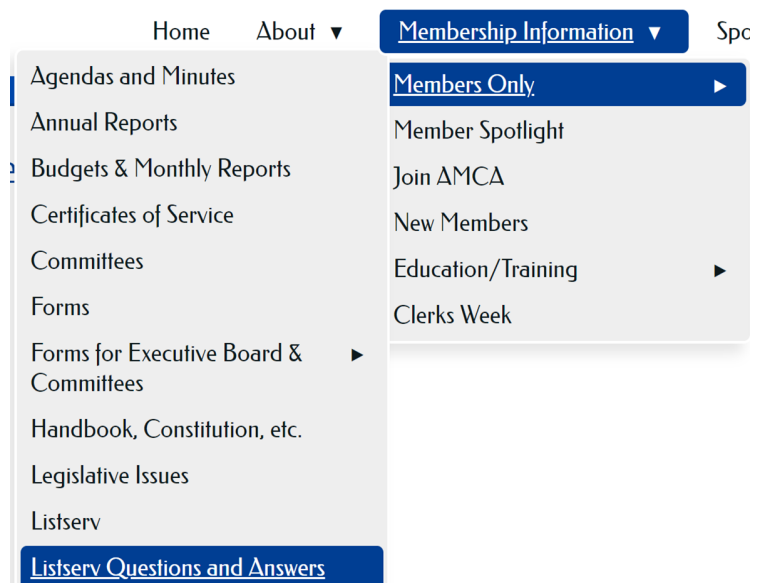 Home About ▼ Membership Information ▼ Spo
Agendas and Minutes
Annual Reports
Budgets & Monthly Reports
Certificates of Service
Committees
Forms
Forms for Executive Board & ▶
Committees
Handbook, Constitution, etc.
Legislative Issues
Listserv
Listserv Questions and Answers
Members Only ▶
Member Spotlight
Join AMCA
New Members
Education/Training ▶
Clerks Week